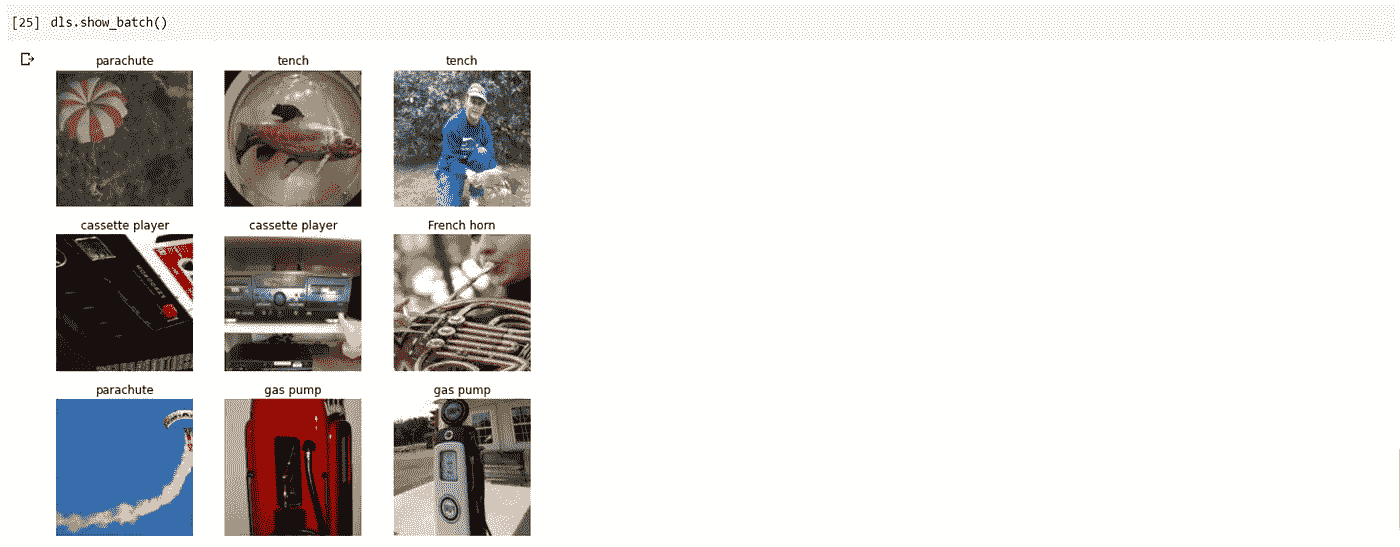 [25] dls.show_batch()
parachute tench tench
cassette player cassette player French horn
parachute gas pump gas pump